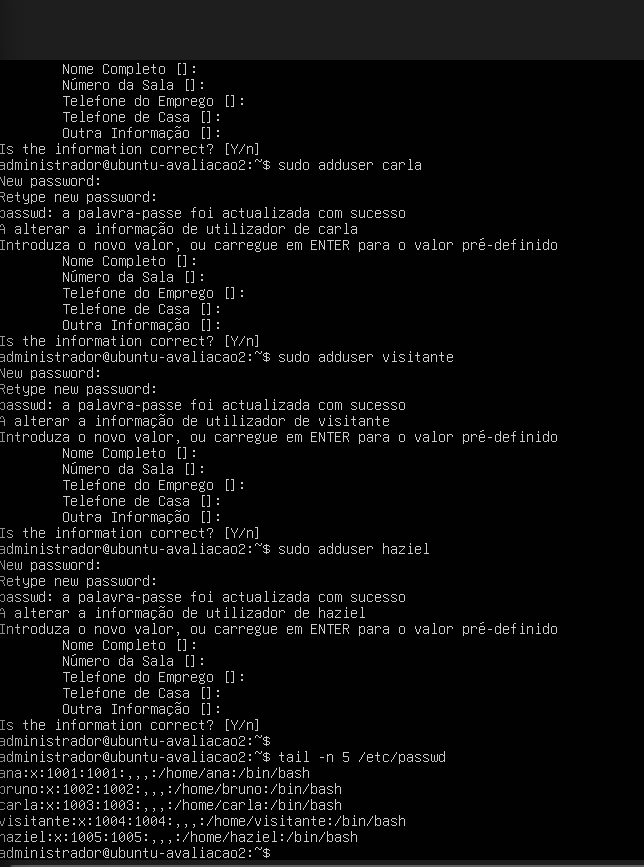 Nome Completo []:
Número da Sala []:
Telefone do Emprego []:
Telefone de Casa []:
Outra Informação []:
Is the information correct? [Y/n]
administrador@ubuntu-avaliacao2:~$ sudo adduser carla
New password:
Retype new password:
passwd: a palavra-passe foi actualizada com sucesso
A alterar a informação de utilizador de carla
Introduza o novo valor, ou carregue em ENTER para o valor pré-definido
Nome Completo []:
Número da Sala []:
Telefone do Emprego []:
Telefone de Casa []:
Outra Informação []:
Is the information correct? [Y/n]
administrador@ubuntu-avaliacao2:~$ sudo adduser visitante
New password:
Retype new password:
passwd: a palavra-passe foi actualizada com sucesso
A alterar a informação de utilizador de visitante
Introduza o novo valor, ou carregue em ENTER para o valor pré-definido
Nome Completo []:
Número da Sala []:
Telefone do Emprego []:
Telefone de Casa []:
Outra Informação []:
Is the information correct? [Y/n]
administrador@ubuntu-avaliacao2:~$ sudo adduser haziel
New password:
Retype new password:
passwd: a palavra-passe foi actualizada com sucesso
A alterar a informação de utilizador de haziel
Introduza o novo valor, ou carregue em ENTER para o valor pré-definido
Nome Completo []:
Número da Sala []:
Telefone do Emprego []:
Telefone de Casa []:
Outra Informação []:
Is the information correct? [Y/n]
administrador@ubuntu-avaliacao2:~$
administrador@ubuntu-avaliacao2:~$ tail -n 5 /etc/passwd
ana:x:1001:1001:,,,:/home/ana:/bin/bash
bruno:x:1002:1002:,,,:/home/bruno:/bin/bash
carla:x:1003:1003:,,,:/home/carla:/bin/bash
visitante:x:1004:1004:,,,:/home/visitante:/bin/bash
haziel:x:1005:1005:,,,:/home/haziel:/bin/bash
administrador@ubuntu-avaliacao2:~$